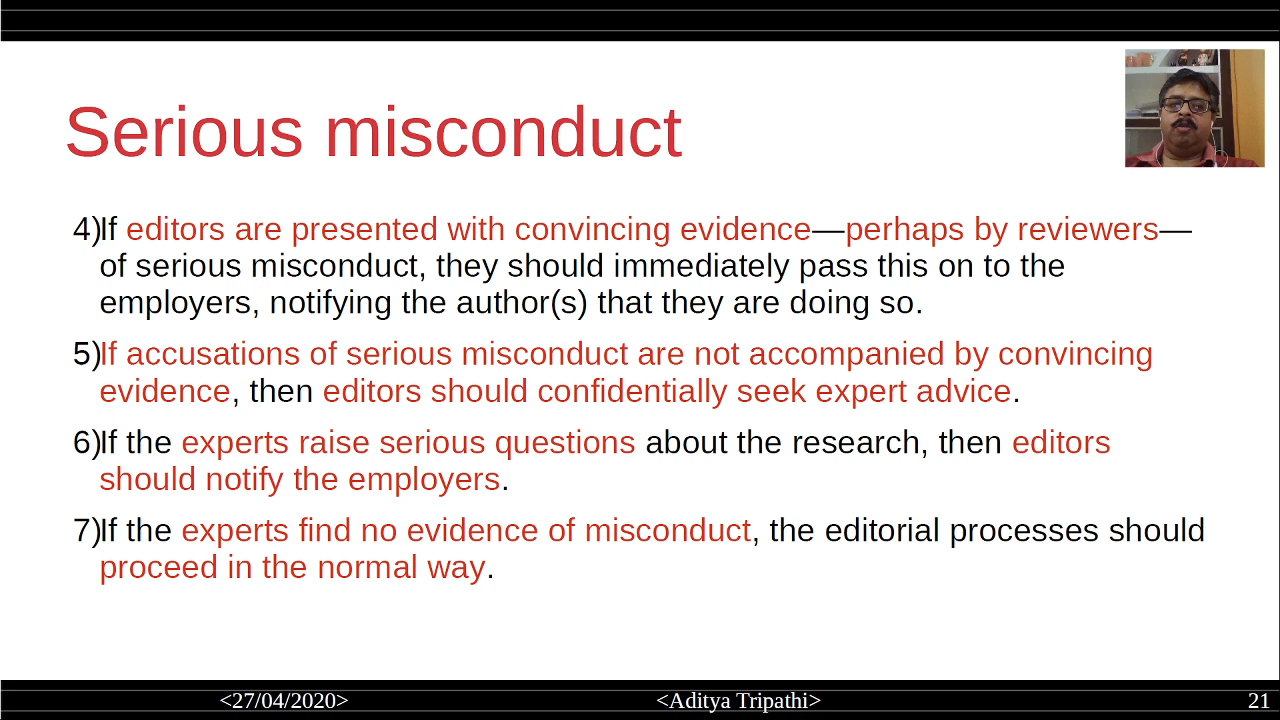 Serious misconduct
4)If editors are presented with convincing evidence—perhaps by reviewers—
of serious misconduct, they should immediately pass this on to the
employers, notifying the author(s) that they are doing so.
5)If accusations of serious misconduct are not accompanied by convincing
evidence, then editors should confidentially seek expert advice.
6)If the experts raise serious questions about the research, then editors
should notify the employers.
7)If the experts find no evidence of misconduct, the editorial processes should
proceed in the normal way.
<27/04/2020> <Aditya Tripathi> 21